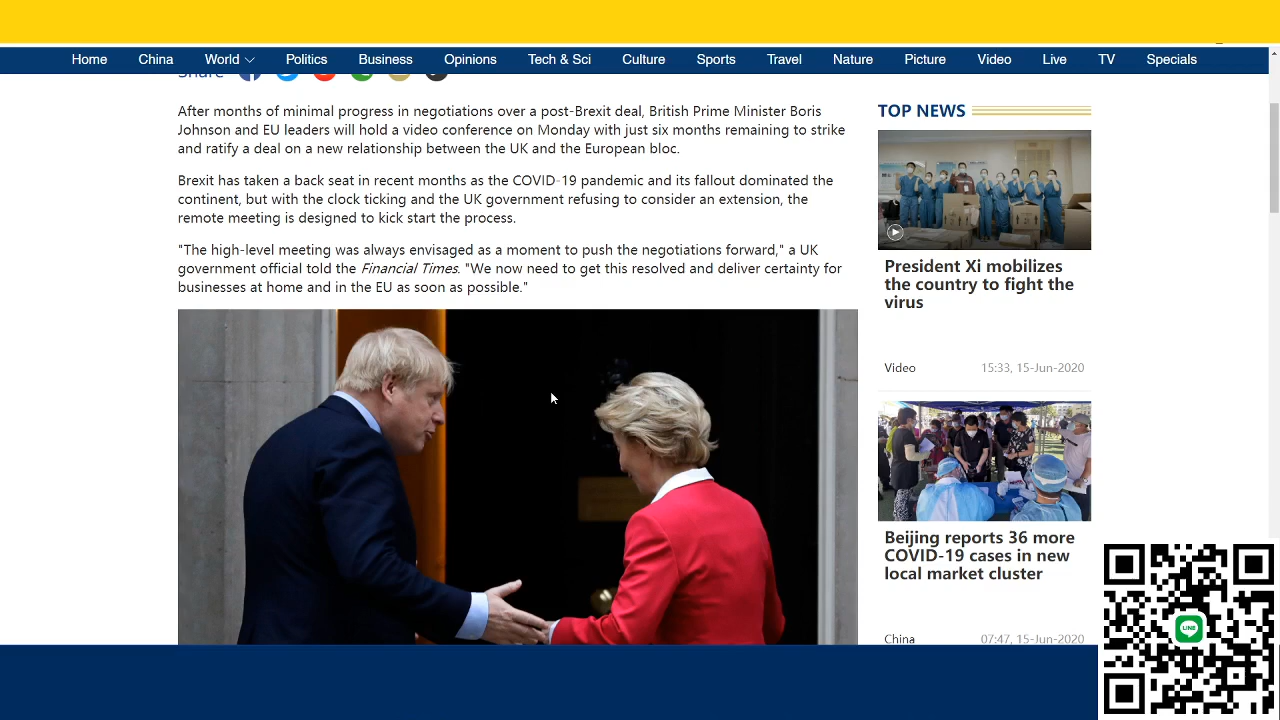 Home China World Politics Business Opinions Tech & Sci Culture Sports Travel Nature Picture Video Live TV Specials
Share
After months of minimal progress in negotiations over a post-Brexit deal, British Prime Minister Boris
Johnson and EU leaders will hold a video conference on Monday with just six months remaining to strike
and ratify a deal on a new relationship between the UK and the European bloc.
Brexit has taken a back seat in recent months as the COVID-19 pandemic and its fallout dominated the
continent, but with the clock ticking and the UK government refusing to consider an extension, the
remote meeting is designed to kick start the process.
"The high-level meeting was always envisaged as a moment to push the negotiations forward," a UK
government official told the Financial Times. "We now need to get this resolved and deliver certainty for
businesses at home and in the EU as soon as possible."
TOP NEWS
President Xi mobilizes
the country to fight the
virus
Video 15:33, 15-Jun-2020
Beijing reports 36 more
COVID-19 cases in new
local market cluster
China 07:47, 15-Jun-2020
LINE